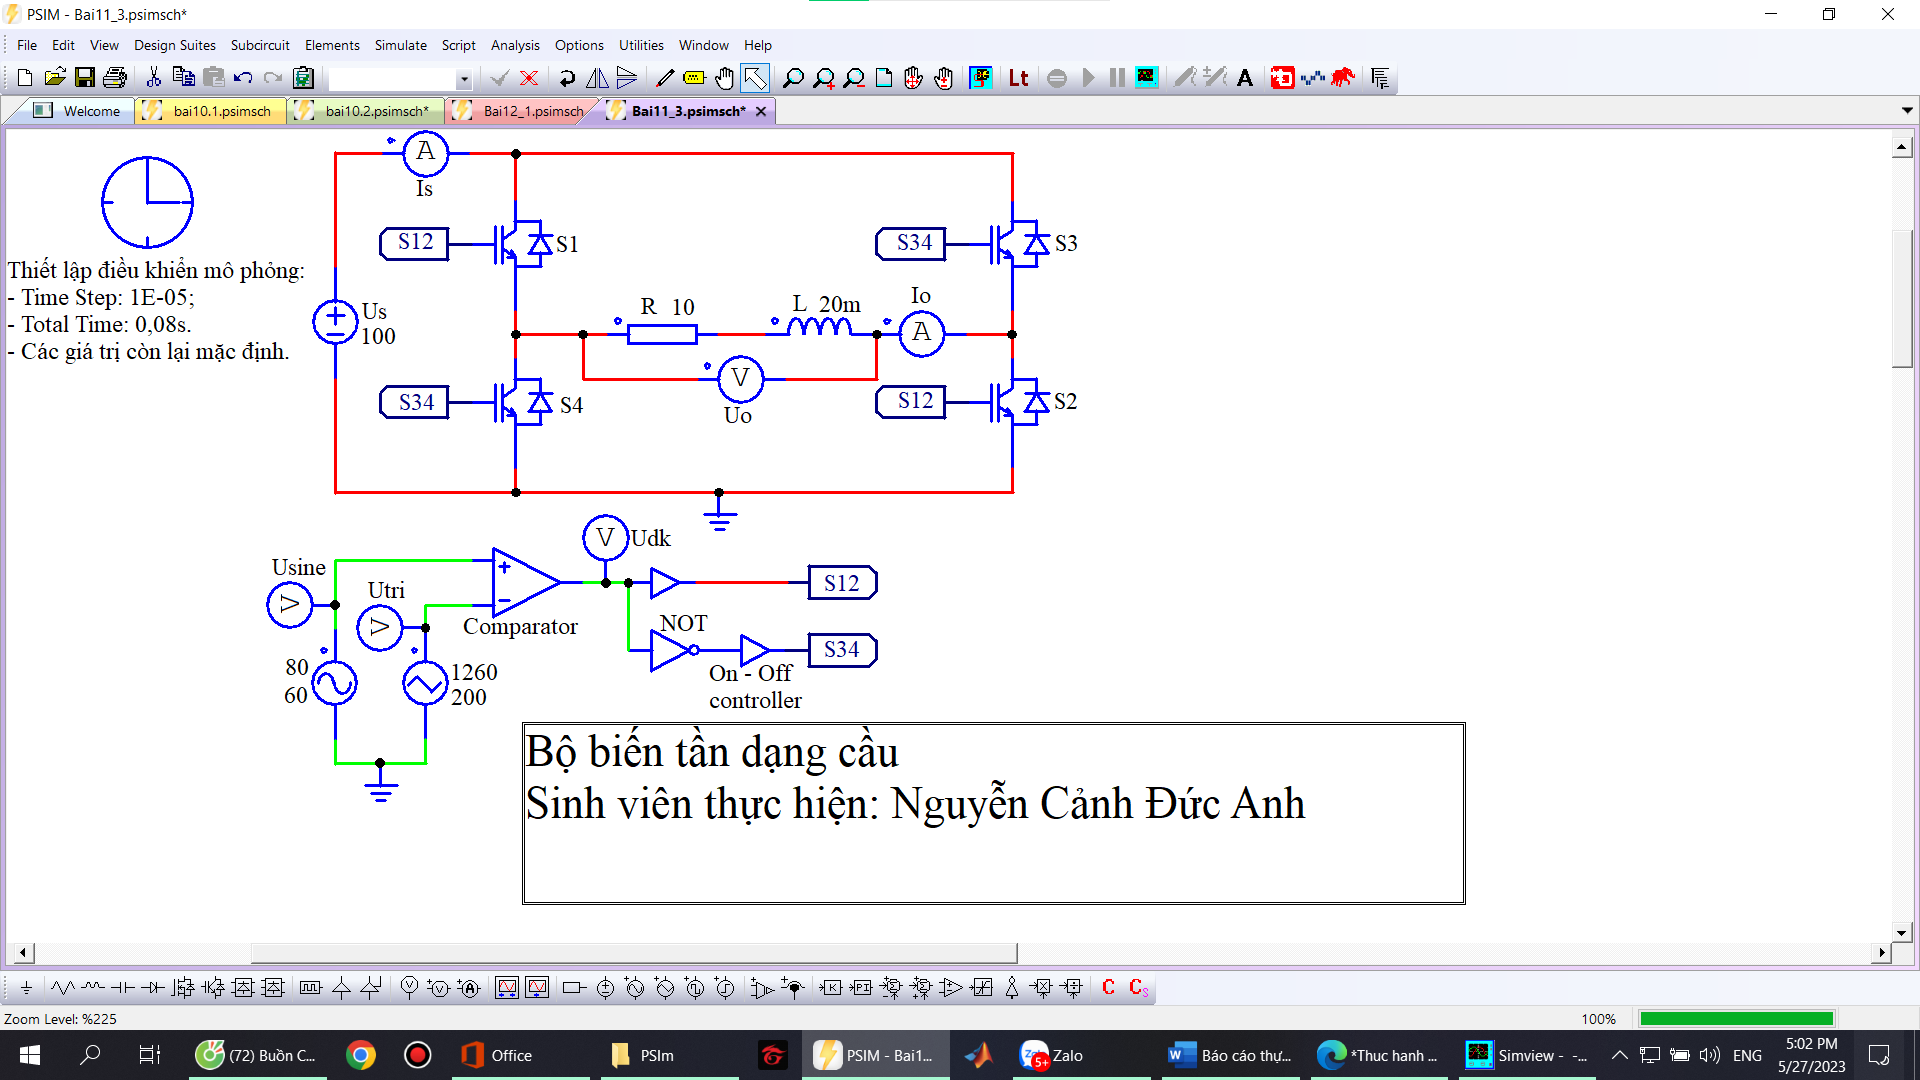 PSIM - Bai11_3.psimsch*
File Edit View Design Suites Subcircuit Elements Simulate Script Analysis Options Utilities Window Help
Lt A
Welcome bai10.1.psimsch bai10.2.psimsch* Bai12_1.psimsch Bai11_3.psimsch*
A
Is
S12 S1 S34 S3
Thiết lập điều khiển mô phỏng:
- Time Step: 1E-05;
- Total Time: 0,08s.
- Các giá trị còn lại mặc định.
Us
100
R 10 L 20m Io
A
V
Uo
S34 S4 S12 S2
V Udk
Usine
V
Utri
V
Comparator
S12
NOT
S34
On - Off
controller
80
60
1260
200
Bộ biến tần dạng cầu
Sinh viên thực hiện: Nguyễn Cảnh Đức Anh
V V A K PI C Cs
Zoom Level: %225 100%
(72) Buồn C... Office PSIm PSIM - Bai1... Zalo 5+ Báo cáo thự... *Thuc hanh ... Simview - -... ENG
5:02 PM
5/27/2023